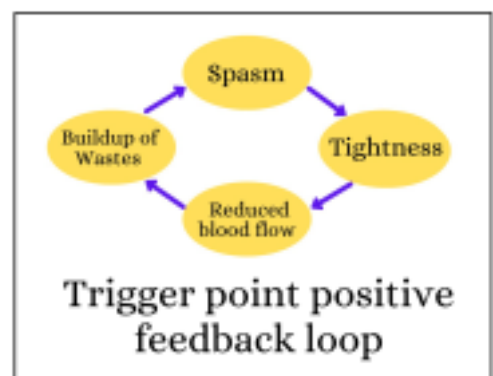 Spasm
Tightness
Reduced
blood flow
Buildup of
Wastes
Trigger point positive
feedback loop